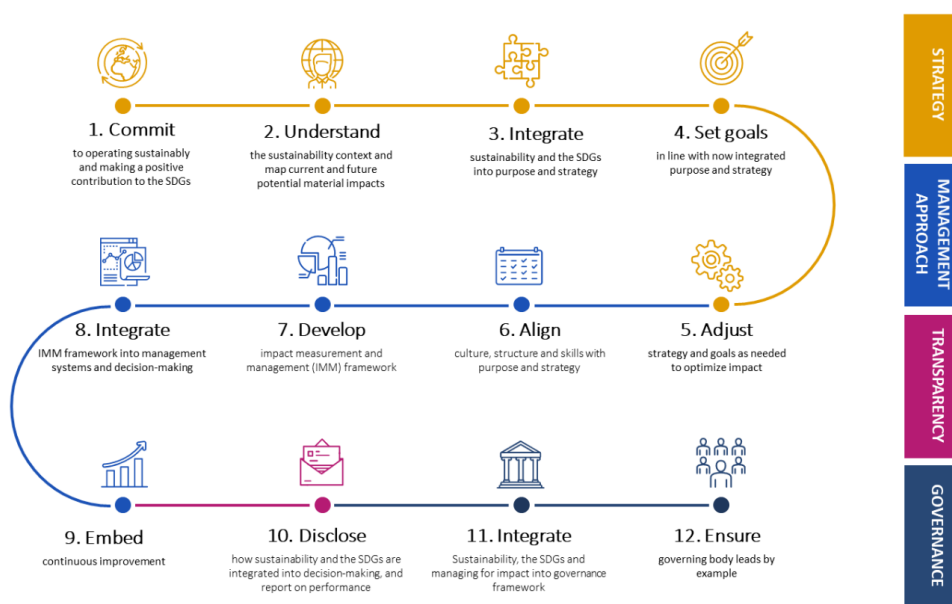 1. Commit
to operating sustainably
and making a positive
contribution to the SDGs
2. Understand
the sustainability context and
map current and future
potential material impacts
3. Integrate
sustainability and the SDGs
into purpose and strategy
4. Set goals
in line with now integrated
purpose and strategy
8. Integrate
IMM framework into management
systems and decision-making
7. Develop
impact measurement and
management (IMM) framework
6. Align
culture, structure and skills with
purpose and strategy
5. Adjust
strategy and goals as needed
to optimize impact
9. Embed
continuous improvement
10. Disclose
how sustainability and the SDGs are
integrated into decision-making, and
report on performance
11. Integrate
Sustainability, the SDGs and
managing for impact into governance
framework
12. Ensure
governing body leads by
example
STRATEGY
MANAGEMENT
APPROACH
TRANSPARENCY
GOVERNANCE